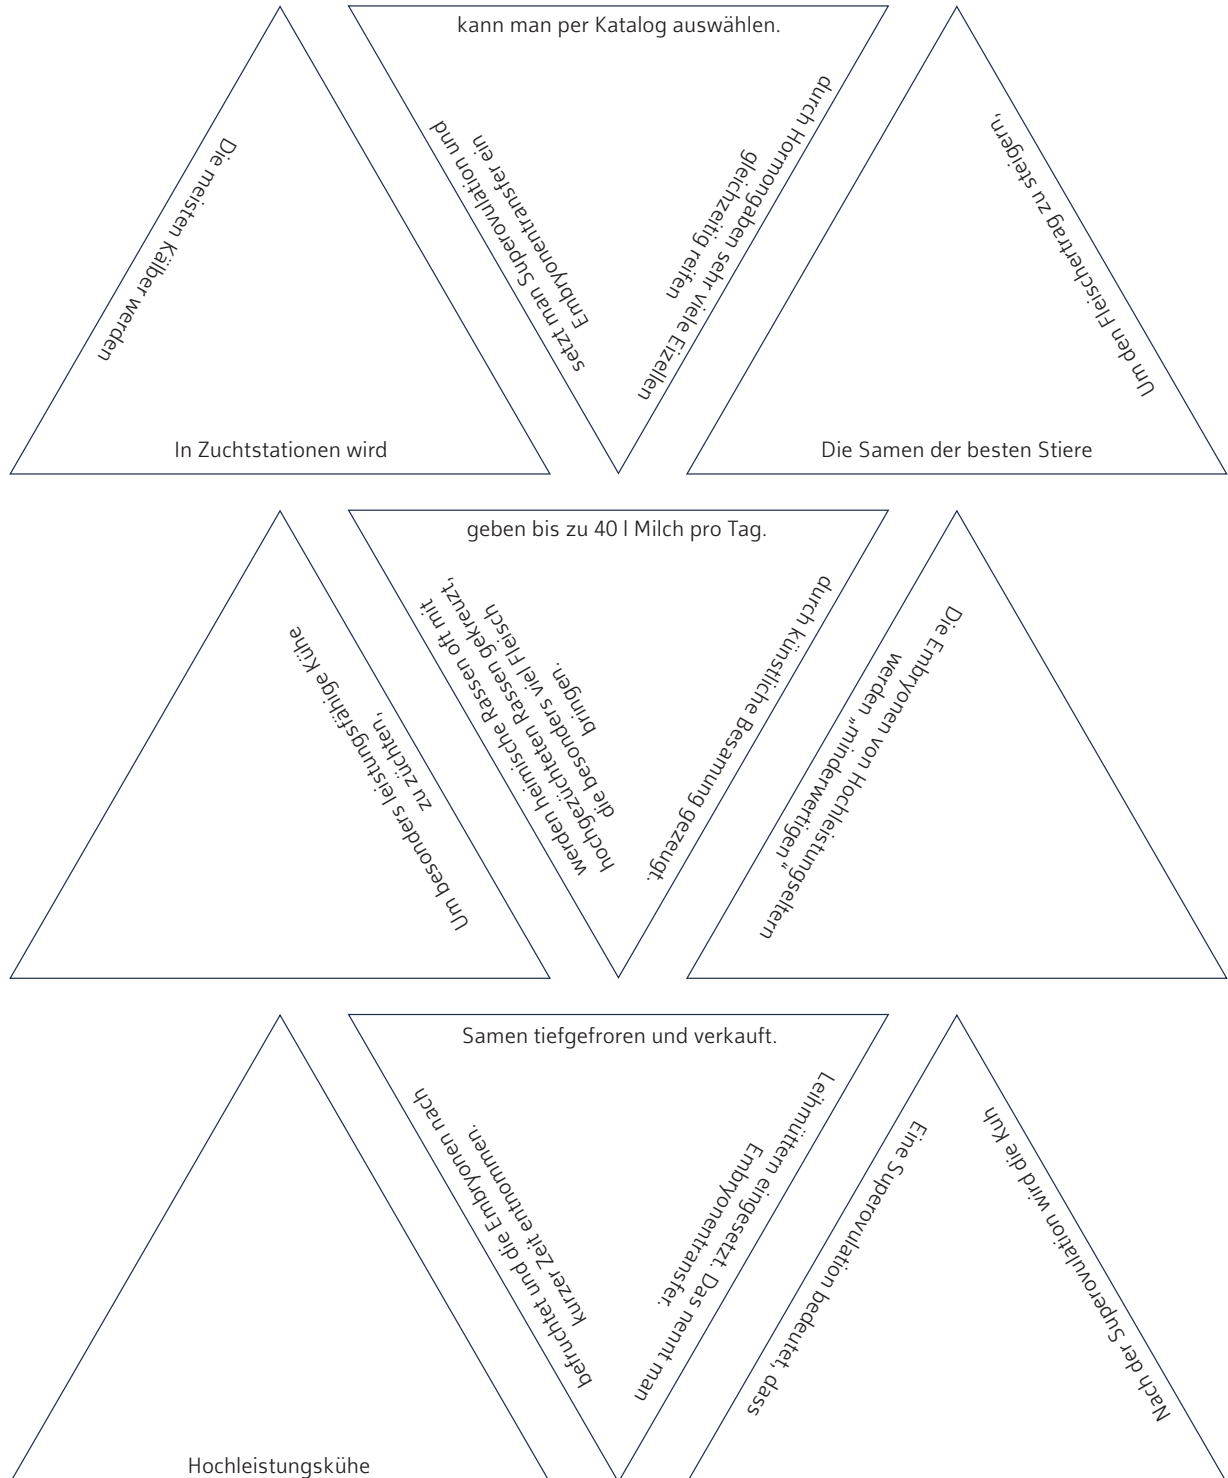 kann man per Katalog auswählen.
Die meisten Kälber werden
setzt man Superovulation und
Embryonentransfer ein
durch Hormongaben sehr viele Eizellen
gleichzeitig reifen
Um den Fleischertrag zu steigern,
In Zuchtstationen wird
Die Samen der besten Stiere
geben bis zu 40 l Milch pro Tag.
Um besonders leistungsfähige Kühe
zu züchten,
werden heimische Rassen oft mit
hochgezüchteten Rassen gekreuzt,
die besonders viel Fleisch
bringen.
durch künstliche Besamung gezeugt.
Die Embryonen von Hochleistungseltern
werden „minderwertigen“
Samen tiefgefroren und verkauft.
befruchtet und die Embryonen nach
kurzer Zeit entnommen.
Leihmüttern eingesetzt. Das nennt man
Embryonentransfer.
Eine Superovulation bedeutet, dass
Nach der Superovulation wird die Kuh
Hochleistungskühe